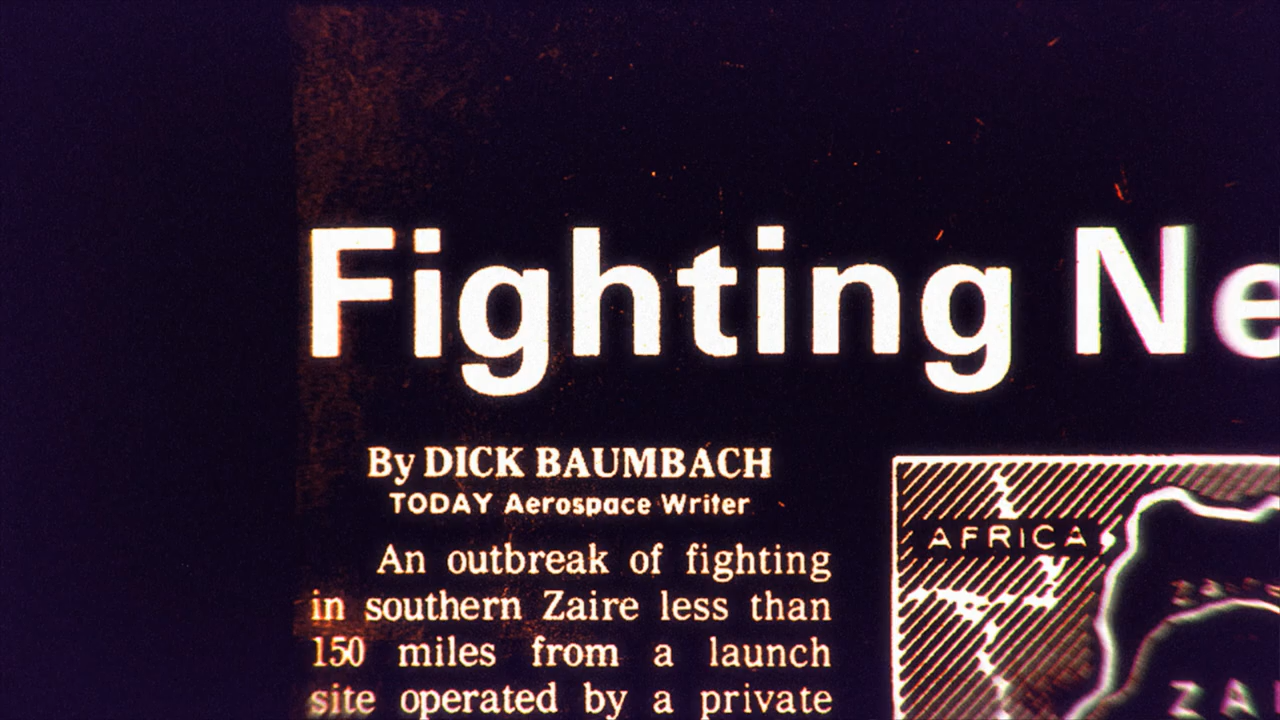 Fighting Ne
By DICK BAUMBACH
TODAY Aerospace Writer
An outbreak of fighting
in southern Zaire less than
150 miles from a launch
site operated by a private
AFRICA
ZAI